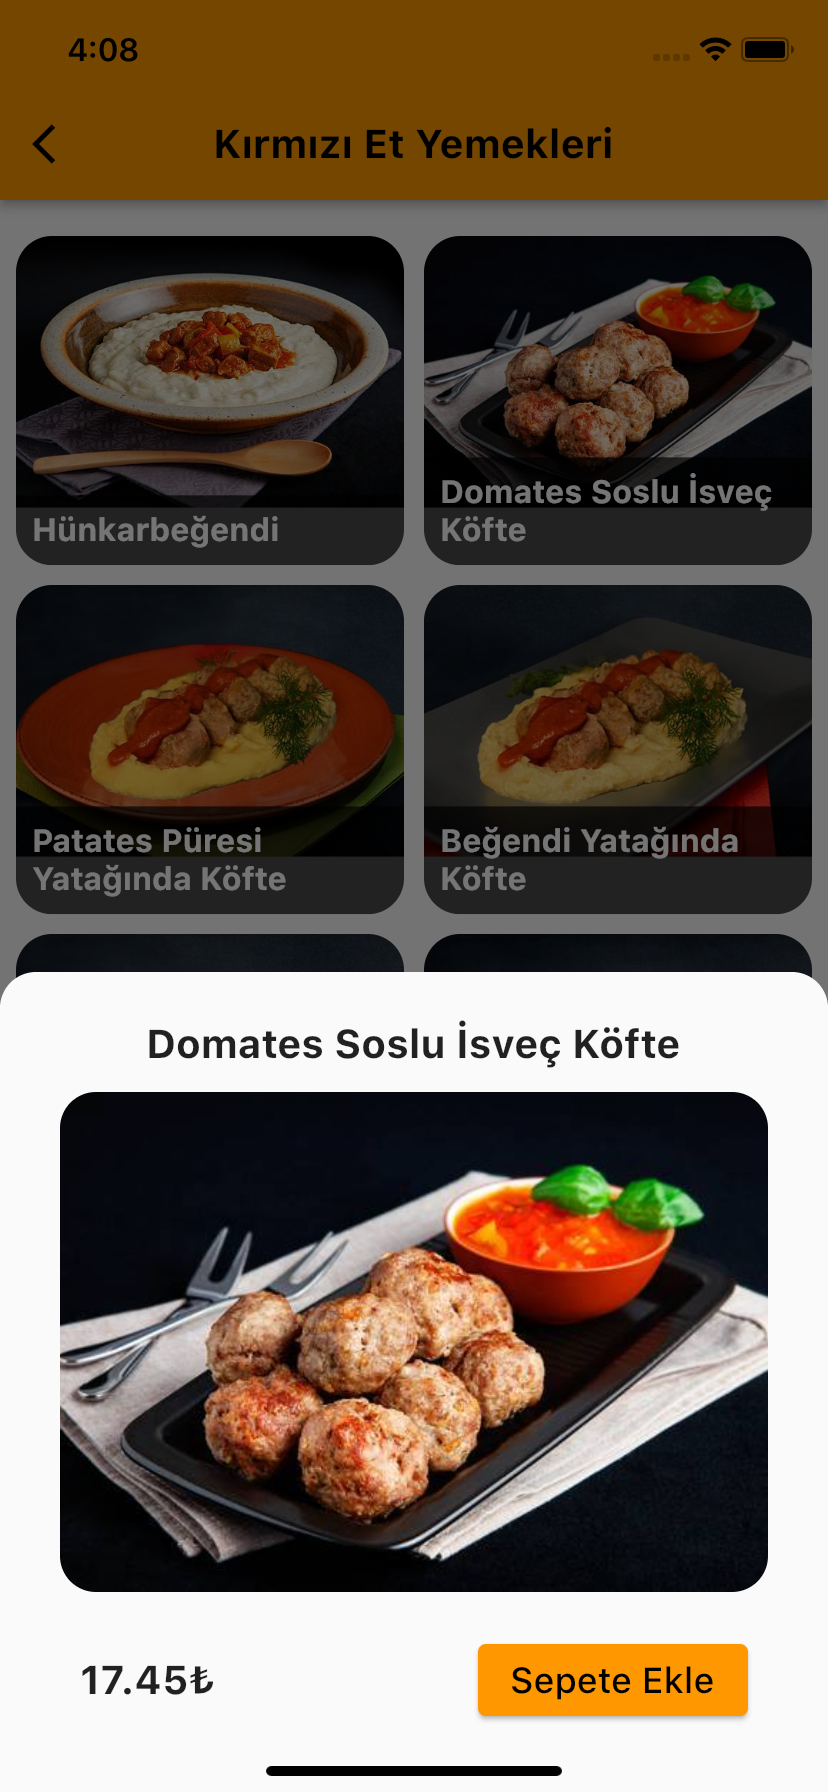 4:08
Kırmızı Et Yemekleri
Hünkarbeğendi
Domates Soslu İsveç
Köfte
Patates Püresi
Yatağında Köfte
Beğendi Yatağında
Köfte
Domates Soslu İsveç Köfte
17.45₺
Sepete Ekle